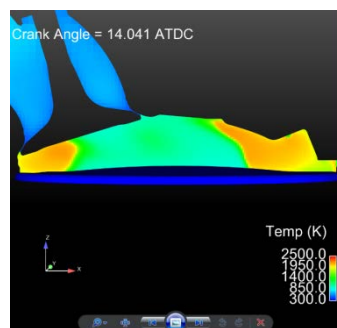 Crank Angle = 14.041 ATDC
Temp (K)
2500.0
1950.0
1400.0
850.0
300.0
Z
Y
X